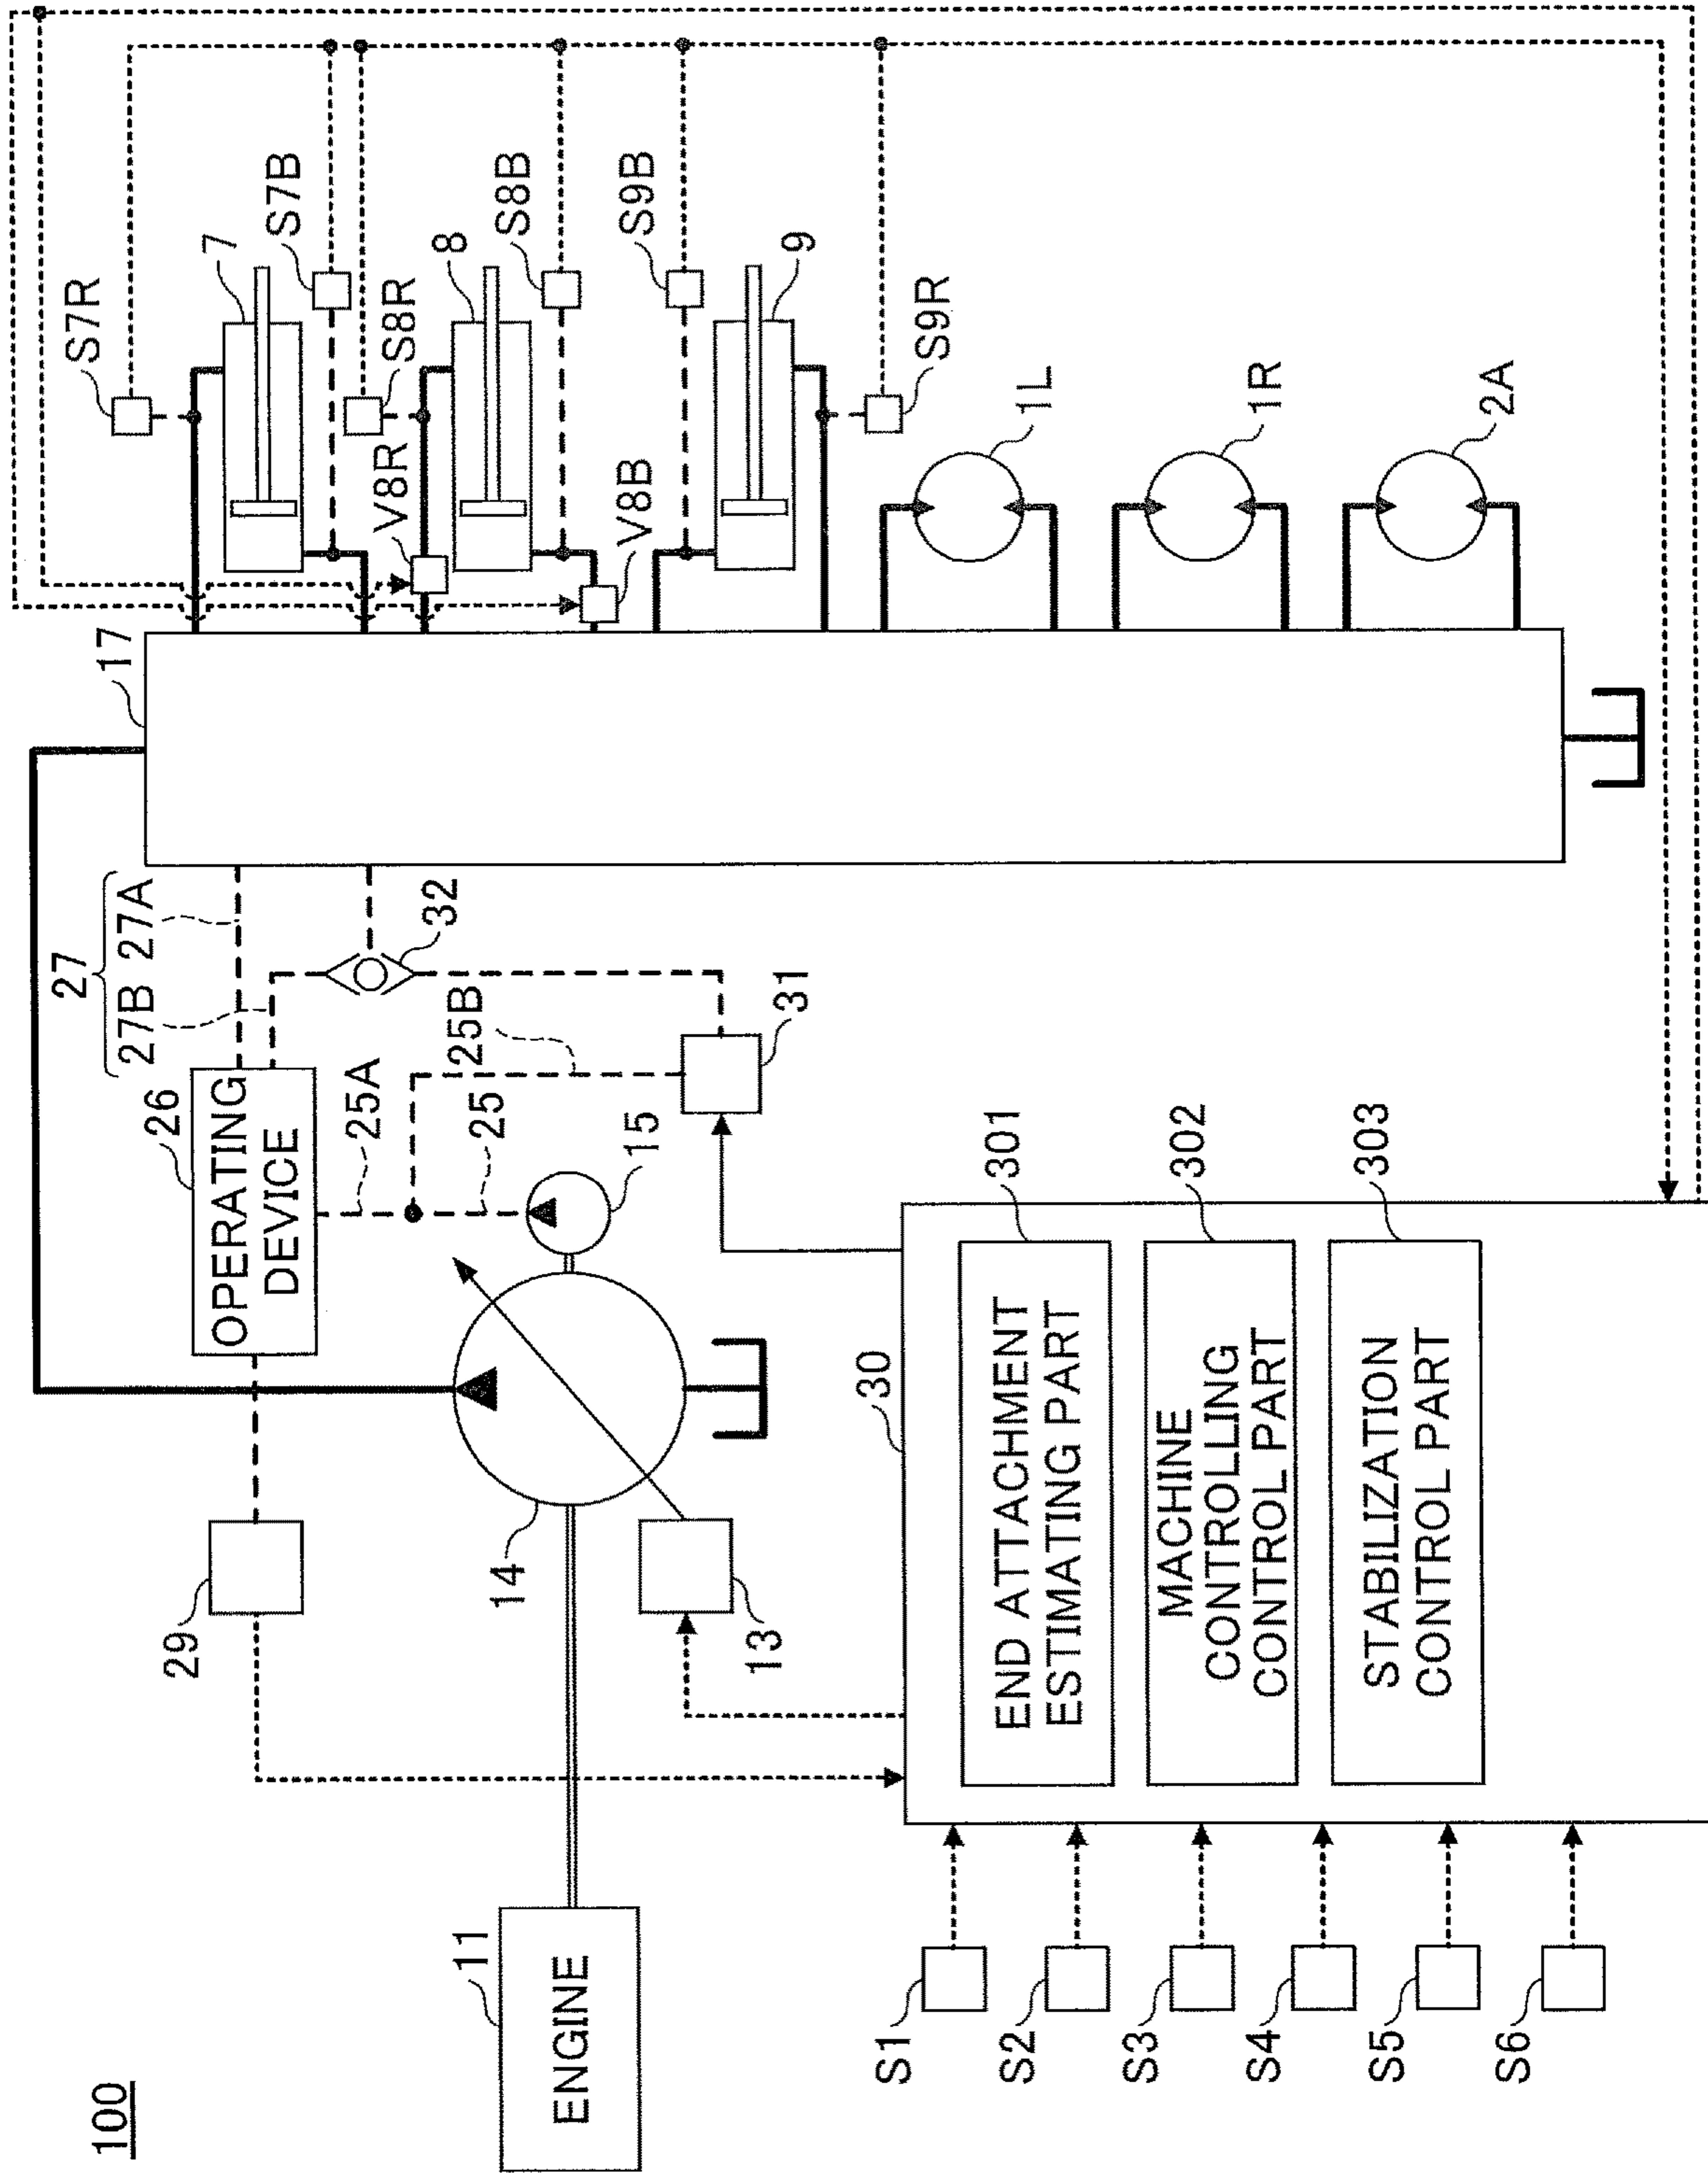 100
ENGINE
11
29
14
13
OPERATING
DEVICE
26
27
27B 27A
25A
25
25B
15
31
32
17
S7R
7
S7B
S8R
8
S8B
V8R
V8B
S9B
9
S9R
1L
1R
2A
30
END ATTACHMENT
ESTIMATING PART
301
MACHINE
CONTROLLING
CONTROL PART
302
STABILIZATION
CONTROL PART
303
S1
S2
S3
S4
S5
S6